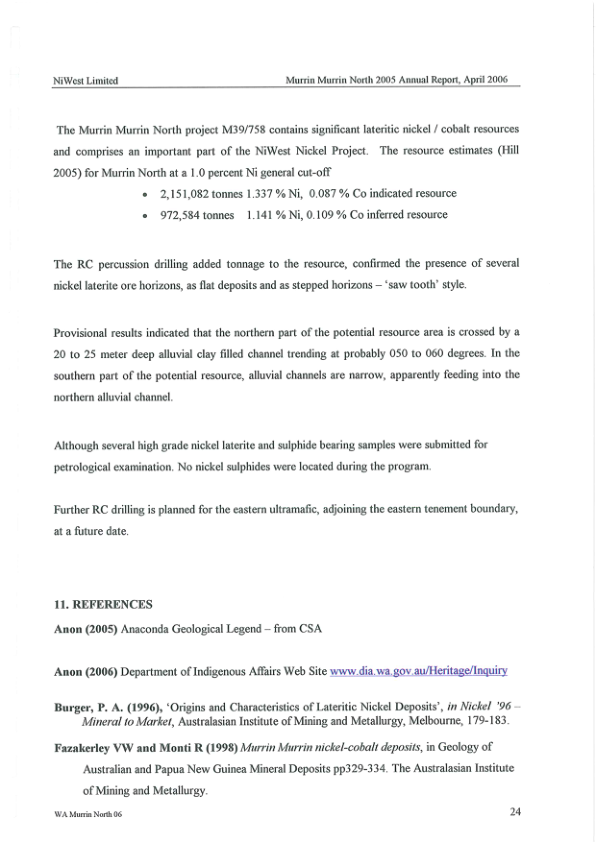 NiWest Limited Murrin Murrin North 2005 Annual Report, April 2006
The Murrin Murrin North project M39/758 contains significant lateritic nickel / cobalt resources
and comprises an important part of the NiWest Nickel Project. The resource estimates (Hill
2005) for Murrin North at a 1.0 percent Ni general cut-off
• 2,151,082 tonnes 1.337 % Ni, 0.087 % Co indicated resource
• 972,584 tonnes 1.141 % Ni, 0.109 % Co inferred resource
The RC percussion drilling added tonnage to the resource, confirmed the presence of several
nickel laterite ore horizons, as flat deposits and as stepped horizons – ‘saw tooth’ style.
Provisional results indicated that the northern part of the potential resource area is crossed by a
20 to 25 meter deep alluvial clay filled channel trending at probably 050 to 060 degrees. In the
southern part of the potential resource, alluvial channels are narrow, apparently feeding into the
northern alluvial channel.
Although several high grade nickel laterite and sulphide bearing samples were submitted for
petrological examination. No nickel sulphides were located during the program.
Further RC drilling is planned for the eastern ultramafic, adjoining the eastern tenement boundary,
at a future date.
11. REFERENCES
Anon (2005) Anaconda Geological Legend – from CSA
Anon (2006) Department of Indigenous Affairs Web Site www.dia.wa.gov.au/Heritage/Inquiry
Burger, P. A. (1996), ‘Origins and Characteristics of Lateritic Nickel Deposits’, in Nickel ’96 –
Mineral to Market, Australasian Institute of Mining and Metallurgy, Melbourne, 179-183.
Fazakerley VW and Monti R (1998) Murrin Murrin nickel-cobalt deposits, in Geology of
Australian and Papua New Guinea Mineral Deposits pp329-334. The Australasian Institute
of Mining and Metallurgy.
WA Murrin North 06 24